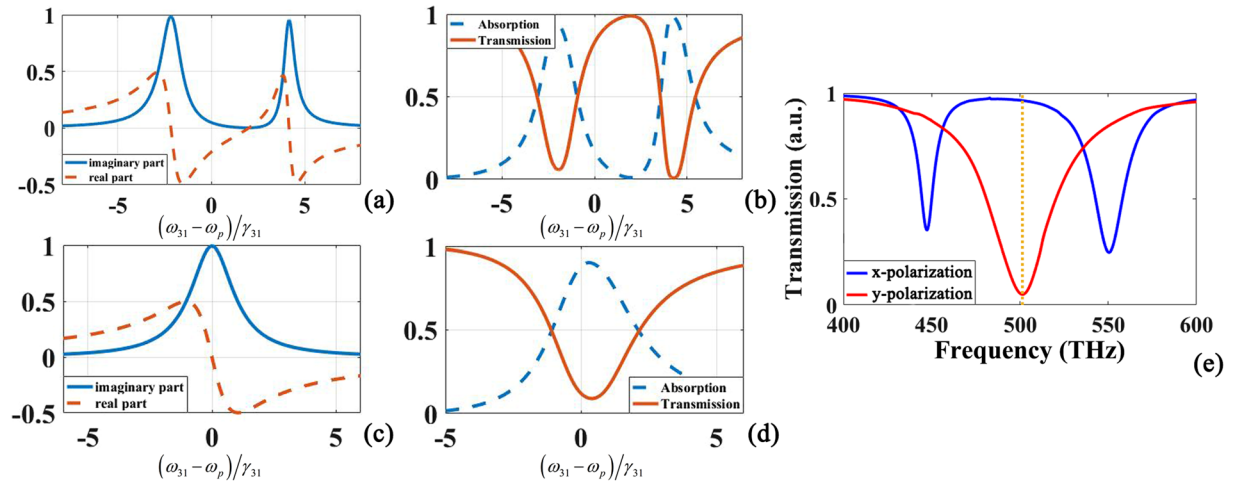 1
0.5
0
-0.5
imaginary part
real part
-5
0
5
(a)
(ω31 − ωp)/γ31
1
0.5
0
Absorption
Transmission
-5
0
5
(b)
(ω31 − ωp)/γ31
1
0.5
0
-0.5
imaginary part
real part
-5
0
5
(c)
(ω31 − ωp)/γ31
1
0.5
0
Absorption
Transmission
-5
0
5
(d)
(ω31 − ωp)/γ31
Transmission (a.u.)
1
0.5
0
x-polarization
y-polarization
400
450
500
550
600
Frequency (THz)
(e)